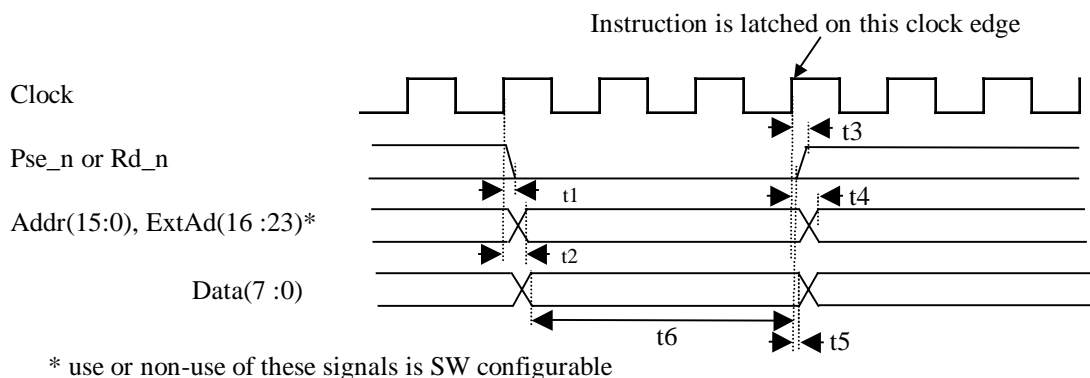 Instruction is latched on this clock edge
Clock
t3
Pse_n or Rd_n
t1
t4
Addr(15:0), ExtAd(16 :23)*
t2
Data(7 :0)
t6
t5
* use or non-use of these signals is SW configurable